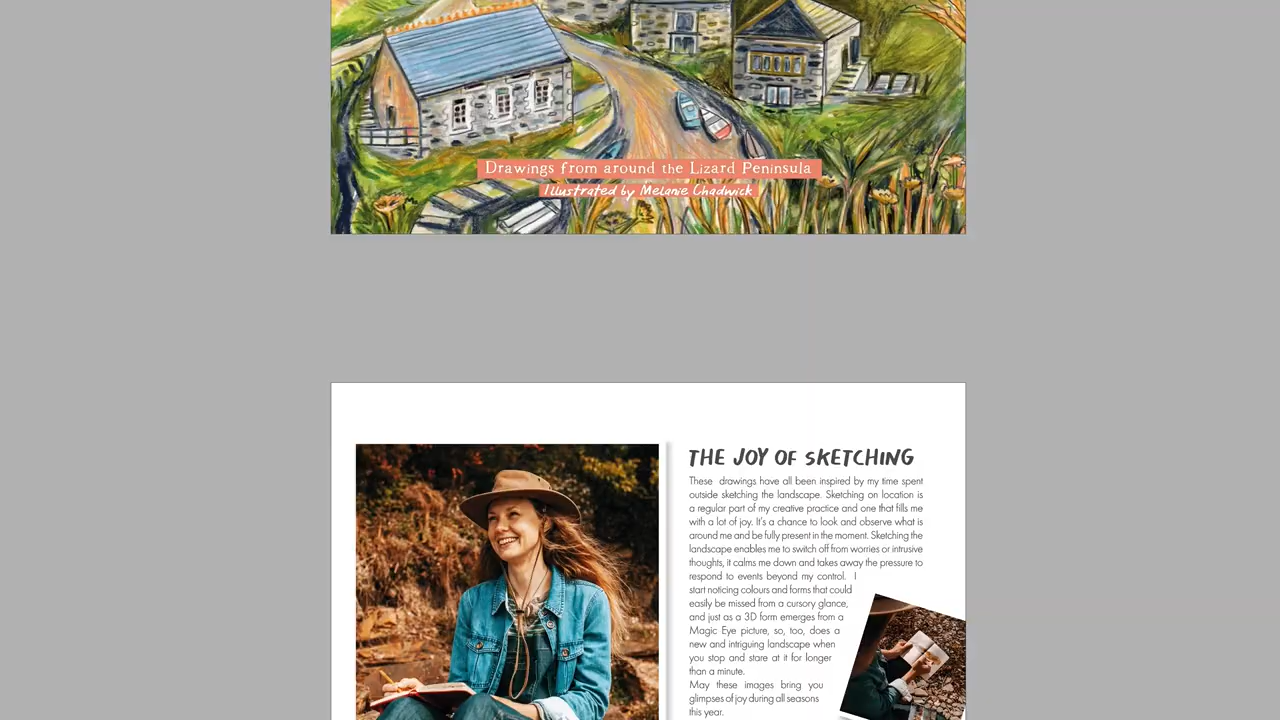 Drawings from around the Lizard Peninsula
Illustrated by Melanie Chadwick
THE JOY OF SKETCHING
These drawings have all been inspired by my time spent
outside sketching the landscape. Sketching on location is
a regular part of my creative practice and one that fills me
with a lot of joy. It's a chance to look and observe what is
around me and be fully present in the moment. Sketching the
landscape enables me to switch off from worries or intrusive
thoughts, it calms me down and takes away the pressure to
respond to events beyond my control. I
start noticing colours and forms that could
easily be missed from a cursory glance,
and just as a 3D form emerges from a
Magic Eye picture, so, too, does a
new and intriguing landscape when
you stop and stare at it for longer
than a minute.
May these images bring you
glimpses of joy during all seasons
this year.